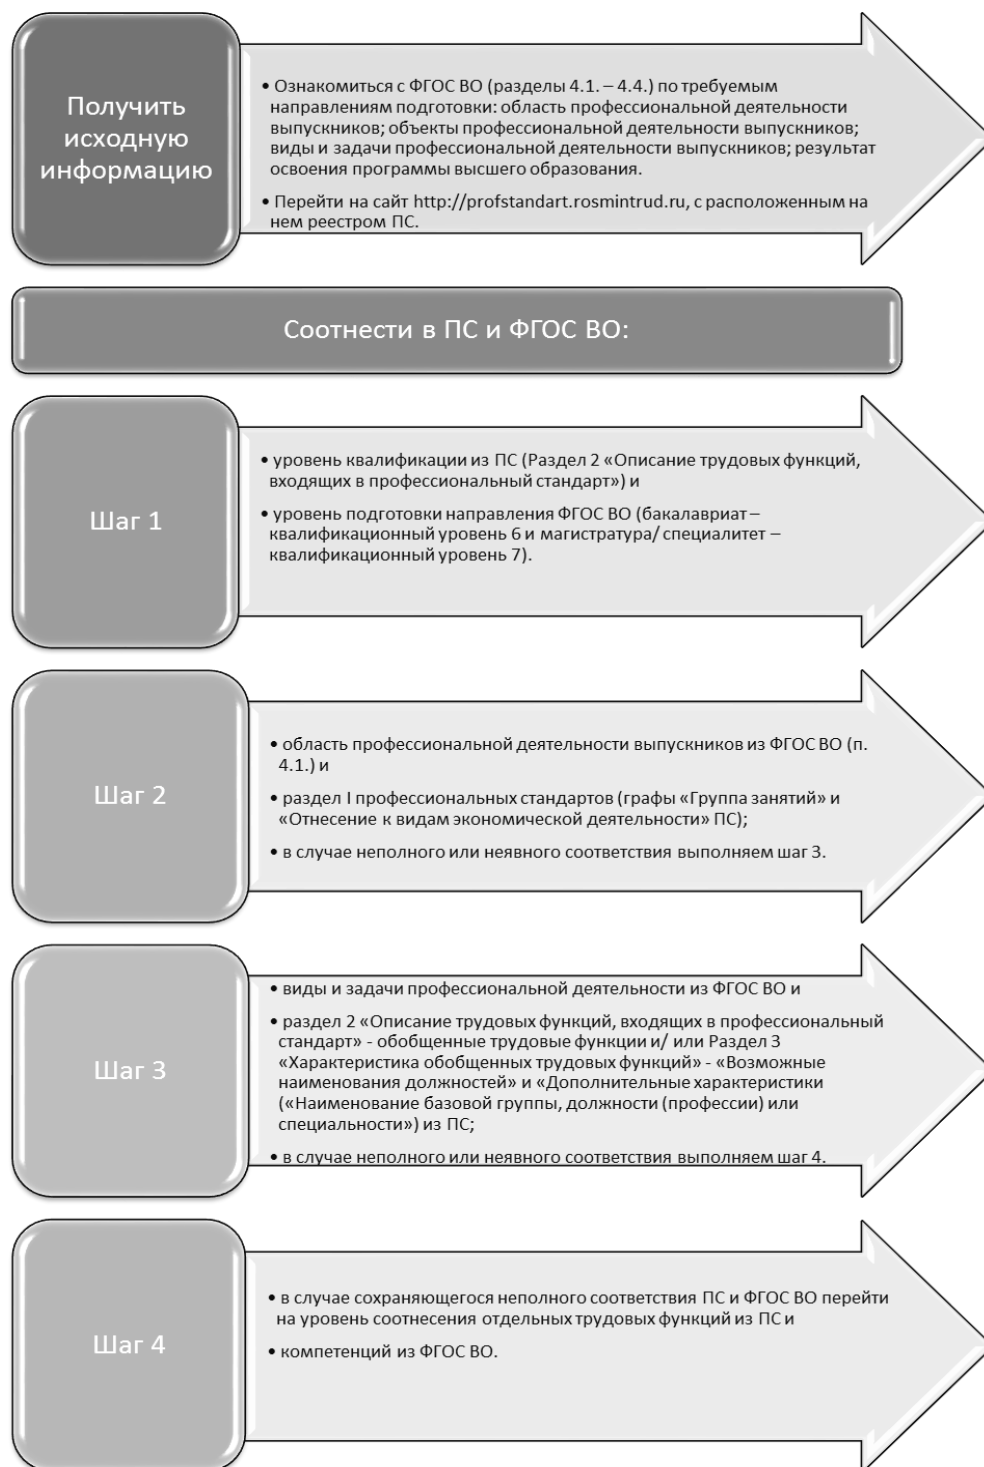 Получить
исходную
информацию
• Ознакомиться с ФГОС ВО (разделы 4.1. – 4.4.) по требуемым
направлениям подготовки: область профессиональной деятельности
выпускников; объекты профессиональной деятельности выпускников;
виды и задачи профессиональной деятельности выпускников; результат
освоения программы высшего образования.
• Перейти на сайт http://profstandart.rosmintrud.ru, с расположенным на
нем реестром ПС.
Соотнести в ПС и ФГОС ВО:
Шаг 1
• уровень квалификации из ПС (Раздел 2 «Описание трудовых функций,
входящих в профессиональный стандарт») и
• уровень подготовки направления ФГОС ВО (бакалавриат –
квалификационный уровень 6 и магистратура/ специалитет –
квалификационный уровень 7).
Шаг 2
• область профессиональной деятельности выпускников из ФГОС ВО (п.
4.1.) и
• раздел I профессиональных стандартов (графы «Группа занятий» и
«Отнесение к видам экономической деятельности» ПС);
• в случае неполного или неявного соответствия выполняем шаг 3.
Шаг 3
• виды и задачи профессиональной деятельности из ФГОС ВО и
• раздел 2 «Описание трудовых функций, входящих в профессиональный
стандарт» - обобщенные трудовые функции и/ или Раздел 3
«Характеристика обобщенных трудовых функций» - «Возможные
наименования должностей» и «Дополнительные характеристики
(«Наименование базовой группы, должности (профессии) или
специальности») из ПС;
• в случае неполного или неявного соответствия выполняем шаг 4.
Шаг 4
• в случае сохраняющегося неполного соответствия ПС и ФГОС ВО перейти
на уровень соотнесения отдельных трудовых функций из ПС и
• компетенций из ФГОС ВО.